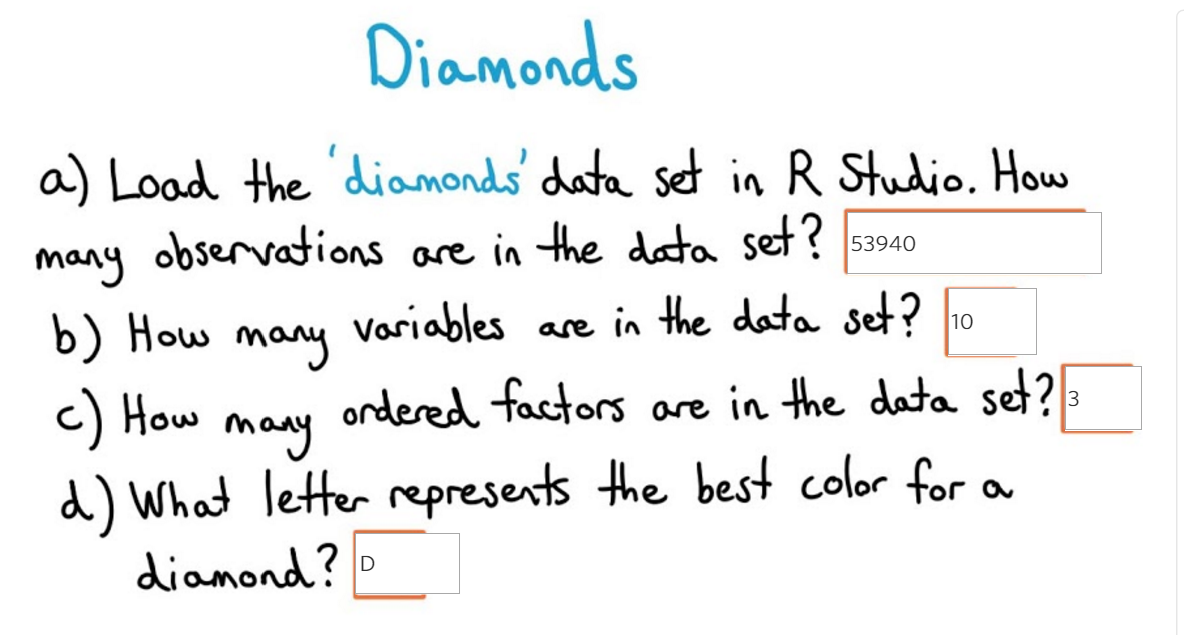 Diamonds
a) Load the 'diamonds' data set in R Studio. How
many observations are in the data set? 53940
b) How many variables are in the data set? 10
c) How many ordered factors are in the data set? 3
d) What letter represents the best color for a
diamond? D